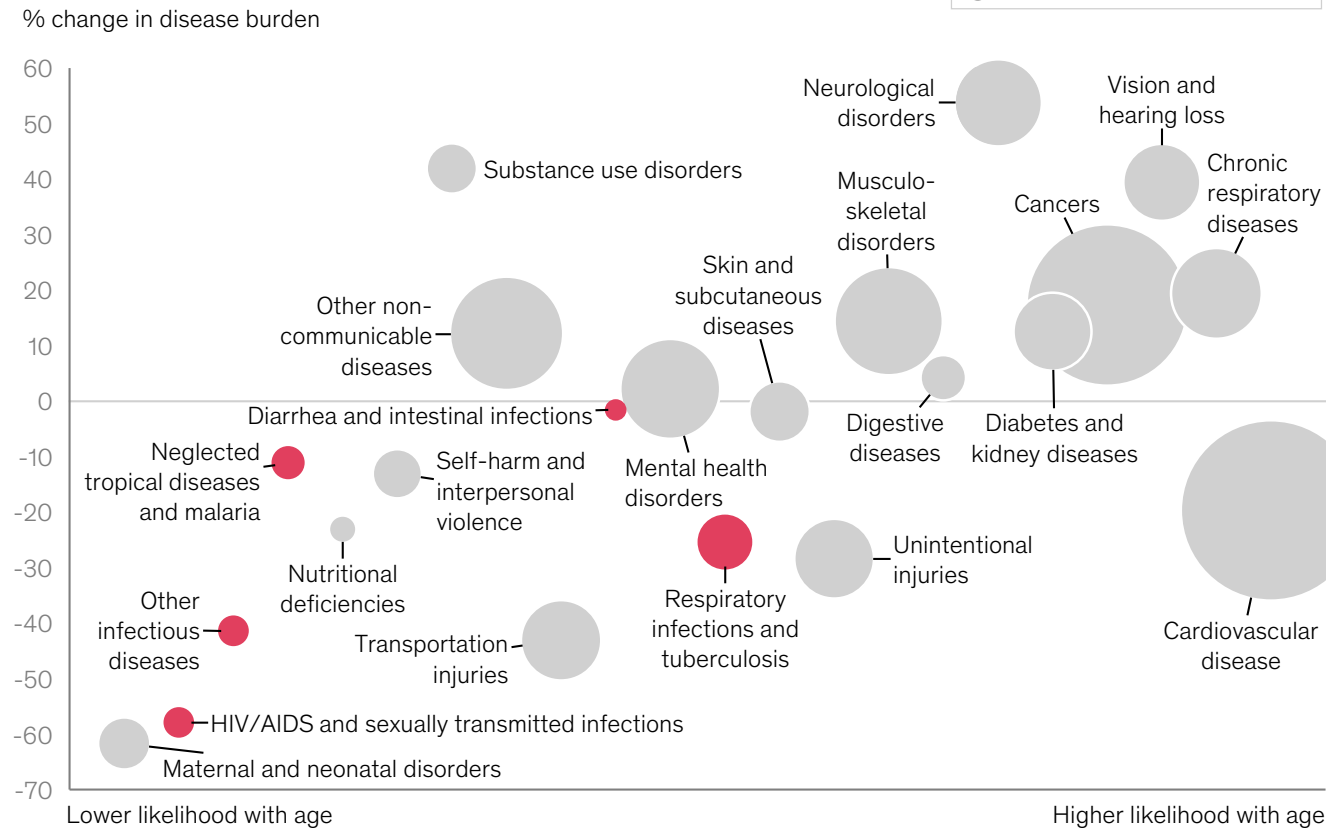 % change in disease burden
60
50
40
30
20
10
0
-10
-20
-30
-40
-50
-60
-70
Neurological
disorders
Vision and
hearing loss
Substance use disorders
Chronic
respiratory
diseases
Musculo-
skeletal
disorders
Cancers
Skin and
subcutaneous
diseases
Other non-
communicable
diseases
Diarrhea and intestinal infections
Digestive
diseases
Diabetes and
kidney diseases
Neglected
tropical diseases
and malaria
Self-harm and
interpersonal
violence
Mental health
disorders
Unintentional
injuries
Nutritional
deficiencies
Other
infectious
diseases
Respiratory
infections and
tuberculosis
Transportation
injuries
Cardiovascular
disease
HIV/AIDS and sexually transmitted infections
Maternal and neonatal disorders
Lower likelihood with age
Higher likelihood with age